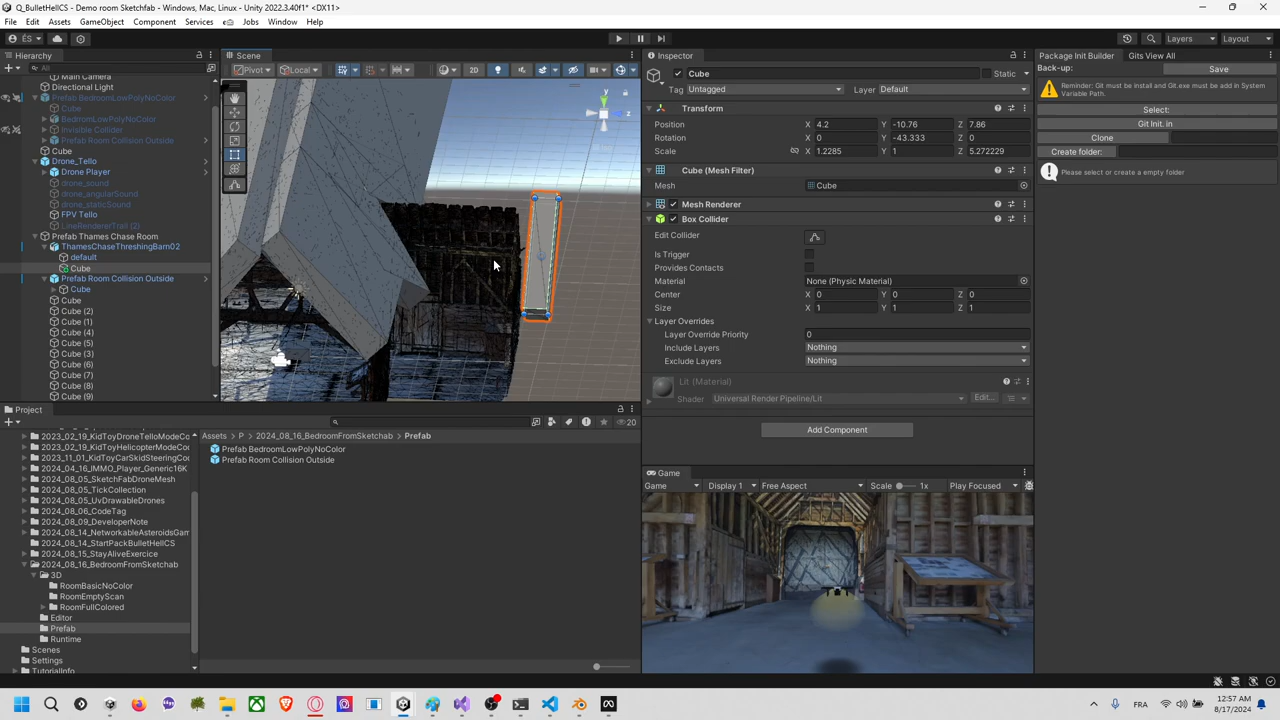 Q_BulletHellCS - Demo room Sketchfab - Windows, Mac, Linux - Unity 2022.3.40f1* <DX11>
File Edit Assets GameObject Component Services Jobs Window Help
ÉS Layers Layout
Hierarchy
All
Main Camera
Directional Light
Prefab BedroomLowPolyNoColor
Cube
BedroomLowPolyNoColor
Invisible Collider
Prefab Room Collision Outside
Cube
Drone_Tello
Drone Player
drone_sound
drone_angularSound
drone_staticSound
FPV Tello
LineRendererTrail (2)
Prefab Thames Chase Room
ThamesChaseThreshingBarn02
default
Cube
Prefab Room Collision Outside
Cube
Cube
Cube (2)
Cube (1)
Cube (4)
Cube (5)
Cube (3)
Cube (6)
Cube (7)
Cube (8)
Cube (9)
Scene
Pivot Local 2D
y
z
Inspector
Cube Static
Tag Untagged Layer Default
Transform
Position X 4.2 Y -10.76 Z 7.86
Rotation X 0 Y -43.333 Z 0
Scale X 1.2285 Y 1 Z 5.272229
Cube (Mesh Filter)
Mesh Cube
Mesh Renderer
Box Collider
Edit Collider
Is Trigger
Provides Contacts
Material None (Physic Material)
Center X 0 Y 0 Z 0
Size X 1 Y 1 Z 1
Layer Overrides
Layer Override Priority 0
Include Layers Nothing
Exclude Layers Nothing
Lit (Material)
Shader Universal Render Pipeline/Lit Edit...
Add Component
Package Init Builder Gits View All
Back-up: Save
Reminder: Git must be install and Git.exe must be add in System
Variable Path.
Select:
Git Init. in
Clone
Create folder:
Please select or create a empty folder
Project
20
2023_02_19_KidToyDroneTelloModeCo
2023_02_19_KidToyHelicopterModeCo
2023_11_01_KidToyCarSkidSteeringCo
2024_04_16_IMMO_Player_Generic16K
2024_08_05_SketchFabDroneMesh
2024_08_05_TickCollection
2024_08_05_UvDrawableDrones
2024_08_06_CodeTag
2024_08_09_DeveloperNote
2024_08_14_NetworkableAsteroidsGam
2024_08_14_StartPackBulletHellCS
2024_08_15_StayAliveExercice
2024_08_16_BedroomFromSketchab
3D
RoomBasicNoColor
RoomEmptyScan
RoomFullColored
Editor
Prefab
Runtime
Scenes
Settings
TutorialInfo
Assets > P > 2024_08_16_BedroomFromSketchab > Prefab
Prefab BedroomLowPolyNoColor
Prefab Room Collision Outside
Game
Game Display 1 Free Aspect Scale 1x Play Focused
FRA
12:57 AM
8/17/2024